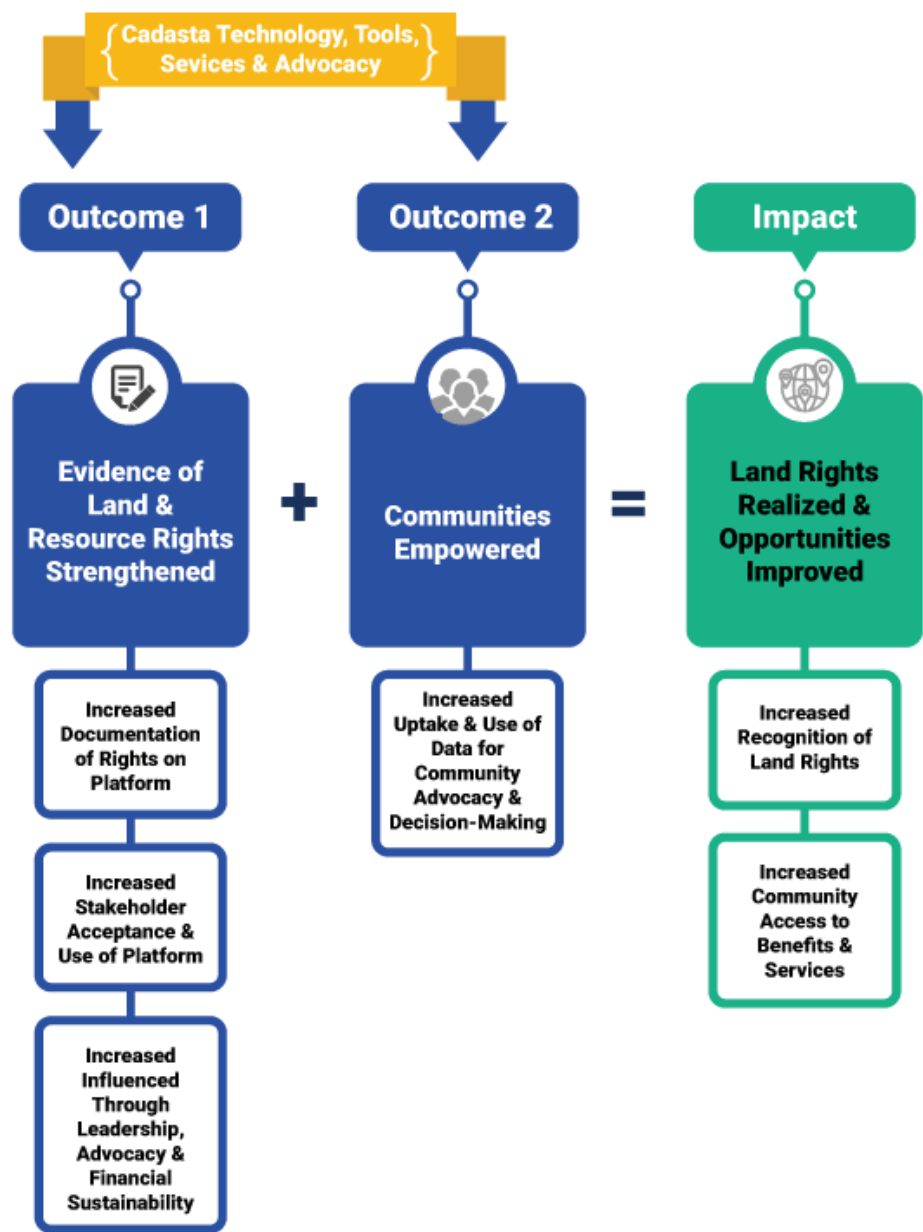 {Cadasta Technology, Tools,
Sevices & Advocacy}
Outcome 1
Outcome 2
Impact
Evidence of
Land &
Resource Rights
Strengthened
+
Communities
Empowered
=
Land Rights
Realized &
Opportunities
Improved
Increased
Documentation
of Rights on
Platform
Increased
Stakeholder
Acceptance &
Use of Platform
Increased
Influenced
Through
Leadership,
Advocacy &
Financial
Sustainability
Increased
Uptake & Use of
Data for
Community
Advocacy &
Decision-Making
Increased
Recognition of
Land Rights
Increased
Community
Access to
Benefits &
Services